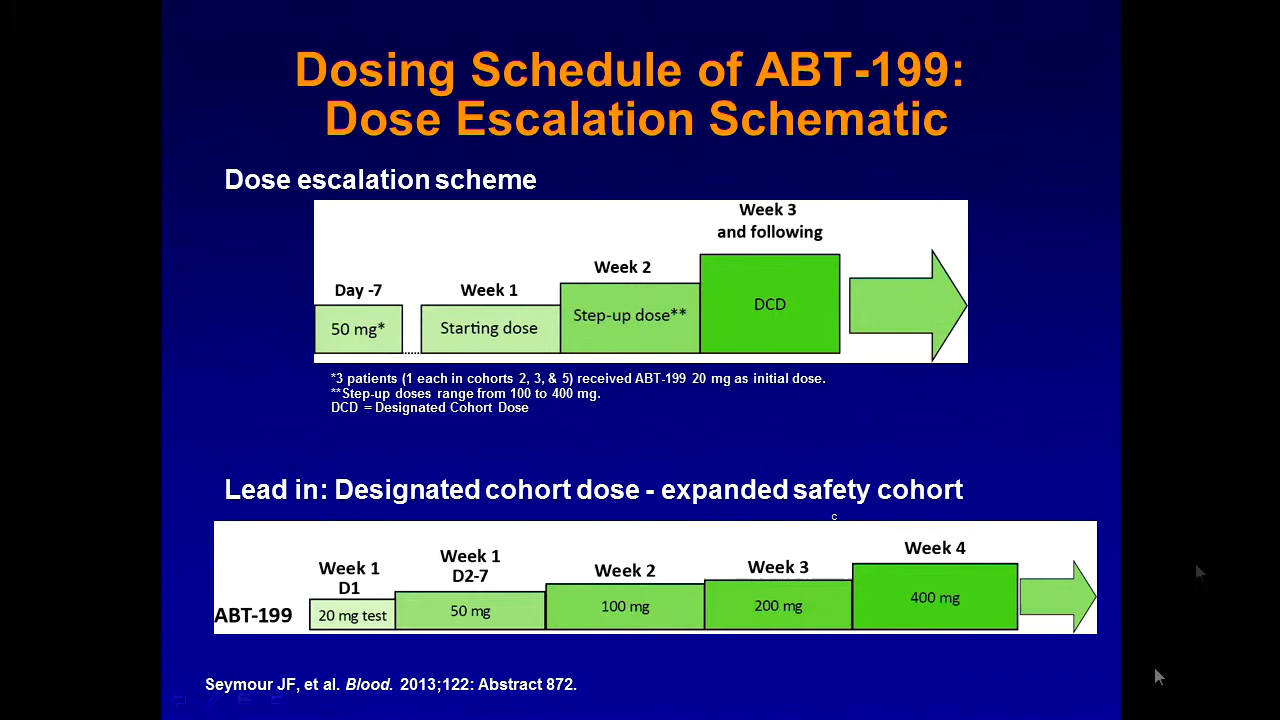 Dosing Schedule of ABT-199:
Dose Escalation Schematic
Dose escalation scheme
Week 3
and following
Week 2
Day -7
Week 1
50 mg*
Starting dose
Step-up dose**
DCD
*3 patients (1 each in cohorts 2, 3, & 5) received ABT-199 20 mg as initial dose.
**Step-up doses range from 100 to 400 mg.
DCD = Designated Cohort Dose
Lead in: Designated cohort dose - expanded safety cohort
c
Week 1
D1
Week 1
D2-7
Week 2
Week 3
Week 4
ABT-199
20 mg test
50 mg
100 mg
200 mg
400 mg
Seymour JF, et al. Blood. 2013;122: Abstract 872.